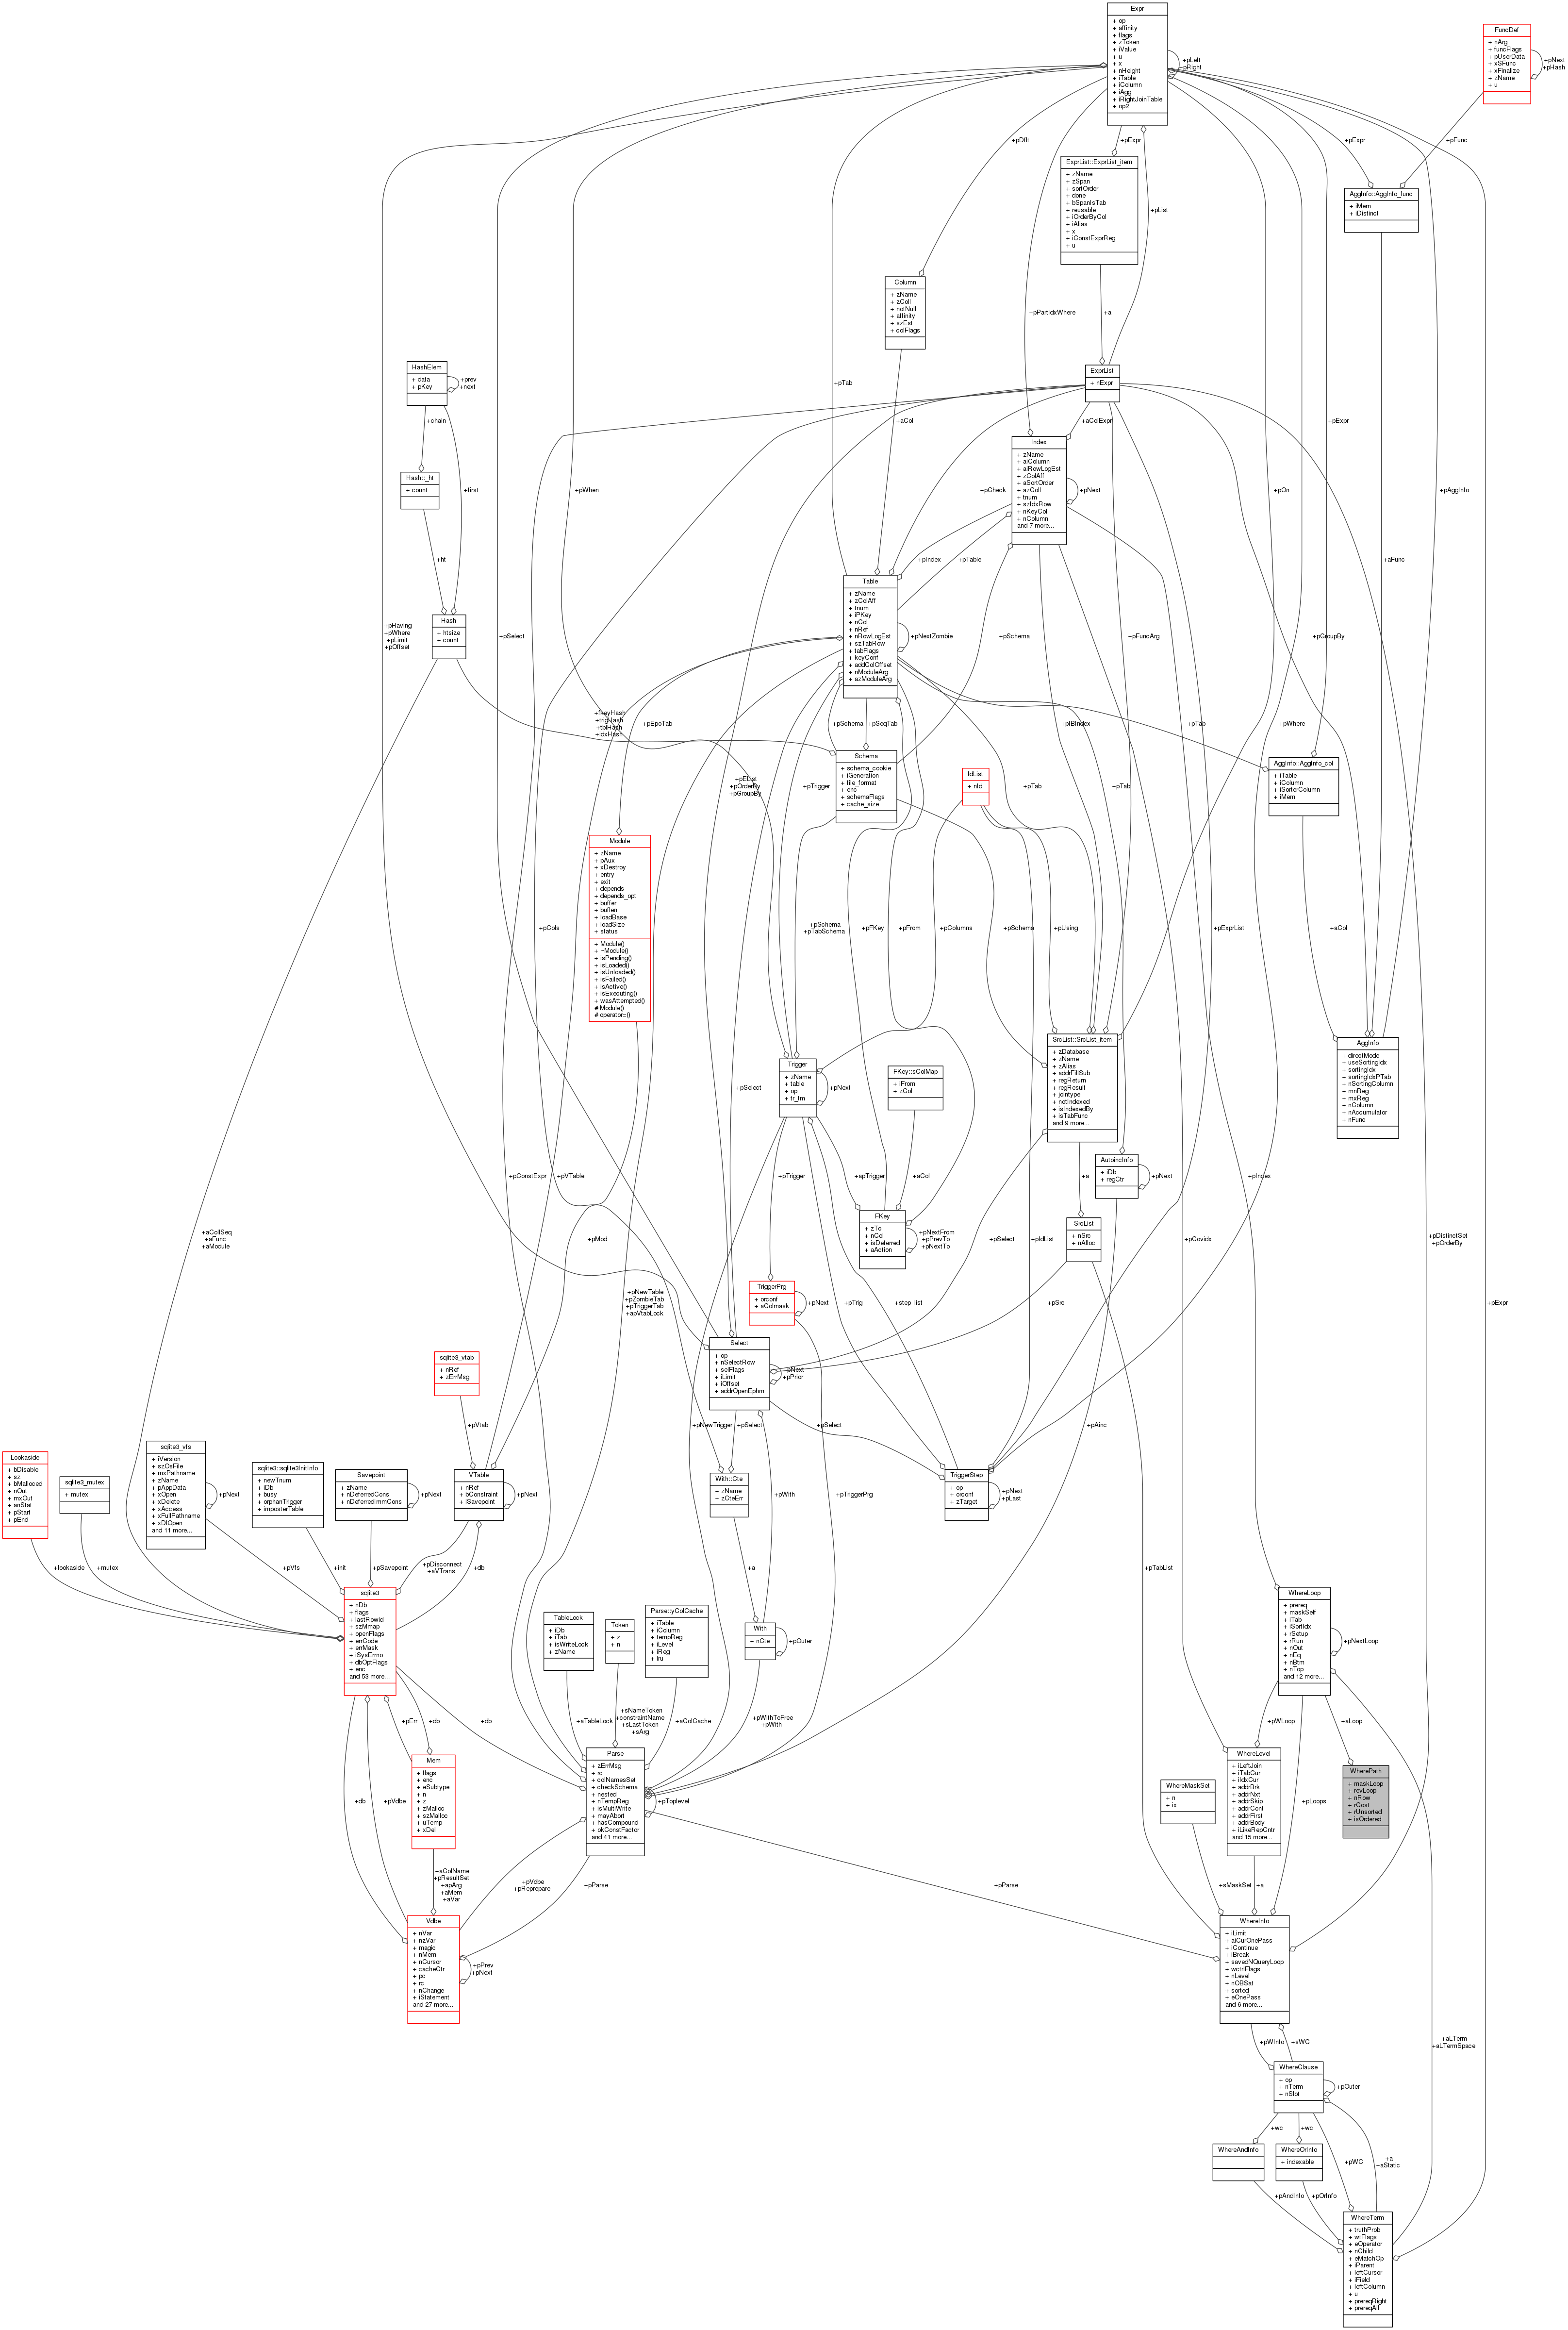 Expr
+ op
+ affinity
+ flags
+ zToken
+ iValue
+ u
+ x
+ nHeight
+ iTable
+ iColumn
+ iAgg
+ iRightJoinTable
+ op2
+pLeft
+pRight
FuncDef
+ nArg
+ funcFlags
+ pUserData
+ xSFunc
+ xFinalize
+ zName
+ u
+pNext
+pHash
+pDflt
+pExpr
+pExpr
+pFunc
ExprList::ExprList_item
+ zName
+ zSpan
+ sortOrder
+ done
+ bSpanIsTab
+ reusable
+ iOrderByCol
+ iAlias
+ x
+ iConstExprReg
+ u
+pList
AggInfo::AggInfo_func
+ iMem
+ iDistinct
Column
+ zName
+ zColl
+ notNull
+ affinity
+ szEst
+ colFlags
+pPartIdxWhere
+a
HashElem
+ data
+ pKey
+prev
+next
+pTab
ExprList
+ nExpr
+chain
+aCol
+aColExpr
+pExpr
Index
+ zName
+ aiColumn
+ aiRowLogEst
+ zColAff
+ aSortOrder
+ azColl
+ tnum
+ szIdxRow
+ nKeyCol
+ nColumn
and 7 more...
+pNext
Hash::_ht
+ count
+first
+pWhen
+pCheck
+pOn
+pAggInfo
+ht
+pIndex
+pTable
+aFunc
Table
+ zName
+ zColAff
+ tnum
+ iPKey
+ nCol
+ nRef
+ nRowLogEst
+ szTabRow
+ tabFlags
+ keyConf
+ addColOffset
+ nModuleArg
+ azModuleArg
+pNextZombie
Hash
+ htsize
+ count
+pHaving
+pWhere
+pLimit
+pOffset
+pSelect
+pSchema
+pFuncArg
+pGroupBy
+fkeyHash
+trigHash
+tblHash
+idxHash
+pEpoTab
+pSchema
+pSeqTab
+pIBIndex
+pTab
+pWhere
Schema
+ schema_cookie
+ iGeneration
+ file_format
+ enc
+ schemaFlags
+ cache_size
IdList
+ nId
AggInfo::AggInfo_col
+ iTable
+ iColumn
+ iSorterColumn
+ iMem
+pEList
+pOrderBy
+pGroupBy
+pTrigger
+pTab
+pTab
Module
+ zName
+ pAux
+ xDestroy
+ entry
+ exit
+ depends
+ depends_opt
+ buffer
+ buflen
+ loadBase
+ loadSize
+ status
+ Module()
+ ~Module()
+ isPending()
+ isLoaded()
+ isUnloaded()
+ isFailed()
+ isActive()
+ isExecuting()
+ wasAttempted()
# Module()
# operator=()
+pCols
+pSchema
+pTabSchema
+pFKey
+pFrom
+pColumns
+pSchema
+pUsing
+pExprList
+aCol
SrcList::SrcList_item
+ zDatabase
+ zName
+ zAlias
+ addrFillSub
+ regReturn
+ regResult
+ jointype
+ notIndexed
+ isIndexedBy
+ isTabFunc
and 9 more...
AggInfo
+ directMode
+ useSortingIdx
+ sortingIdx
+ sortingIdxPTab
+ nSortingColumn
+ mnReg
+ mxReg
+ nColumn
+ nAccumulator
+ nFunc
Trigger
+ zName
+ table
+ op
+ tr_tm
+pNext
FKey::sColMap
+ iFrom
+ zCol
+pSelect
AutoincInfo
+ iDb
+ regCtr
+pNext
+pConstExpr
+pVTable
+pTrigger
+apTrigger
+aCol
+a
+pIndex
FKey
+ zTo
+ nCol
+ isDeferred
+ aAction
+pNextFrom
+pPrevTo
+pNextTo
SrcList
+ nSrc
+ nAlloc
+aCollSeq
+aFunc
+aModule
+pMod
+pSelect
+pIdList
+pCovidx
+pDistinctSet
+pOrderBy
TriggerPrg
+ orconf
+ aColmask
+pNext
+pNewTable
+pZombieTab
+pTriggerTab
+apVtabLock
+pTrig
+step_list
+pSrc
+pExpr
Select
+ op
+ nSelectRow
+ selFlags
+ iLimit
+ iOffset
+ addrOpenEphm
+pNext
+pPrior
sqlite3_vtab
+ nRef
+ zErrMsg
+pVtab
+pNewTrigger
+pSelect
+pSelect
+pAinc
Lookaside
+ bDisable
+ sz
+ bMalloced
+ nOut
+ mxOut
+ anStat
+ pStart
+ pEnd
sqlite3_mutex
+ mutex
sqlite3_vfs
+ iVersion
+ szOsFile
+ mxPathname
+ zName
+ pAppData
+ xOpen
+ xDelete
+ xAccess
+ xFullPathname
+ xDlOpen
and 11 more...
+pNext
sqlite3::sqlite3InitInfo
+ newTnum
+ iDb
+ busy
+ orphanTrigger
+ imposterTable
Savepoint
+ zName
+ nDeferredCons
+ nDeferredImmCons
+pNext
VTable
+ nRef
+ bConstraint
+ iSavepoint
+pNext
With::Cte
+ zName
+ zCteErr
+pWith
+pTriggerPrg
TriggerStep
+ op
+ orconf
+ zTarget
+pNext
+pLast
+lookaside
+mutex
+pVfs
+init
+pSavepoint
+pDisconnect
+aVTrans
+db
+a
+pTabList
sqlite3
+ nDb
+ flags
+ lastRowid
+ szMmap
+ openFlags
+ errCode
+ errMask
+ iSysErrno
+ dbOptFlags
+ enc
and 53 more...
TableLock
+ iDb
+ iTab
+ isWriteLock
+ zName
Token
+ z
+ n
Parse::yColCache
+ iTable
+ iColumn
+ tempReg
+ iLevel
+ iReg
+ lru
With
+ nCte
+pOuter
WhereLoop
+ prereq
+ maskSelf
+ iTab
+ iSortIdx
+ rSetup
+ rRun
+ nOut
+ nEq
+ nBtm
+ nTop
and 12 more...
+pNextLoop
+pErr
+db
+db
+aTableLock
+sNameToken
+constraintName
+sLastToken
+sArg
+aColCache
+pWithToFree
+pWith
+pWLoop
+aLoop
Mem
+ flags
+ enc
+ eSubtype
+ n
+ z
+ zMalloc
+ szMalloc
+ uTemp
+ xDel
Parse
+ zErrMsg
+ rc
+ colNamesSet
+ checkSchema
+ nested
+ nTempReg
+ isMultiWrite
+ mayAbort
+ hasCompound
+ okConstFactor
and 41 more...
+pToplevel
WhereMaskSet
+ n
+ ix
WhereLevel
+ iLeftJoin
+ iTabCur
+ iIdxCur
+ addrBrk
+ addrNxt
+ addrSkip
+ addrCont
+ addrFirst
+ addrBody
+ iLikeRepCntr
and 15 more...
+pLoops
WherePath
+ maskLoop
+ revLoop
+ nRow
+ rCost
+ rUnsorted
+ isOrdered
+db
+pVdbe
+aColName
+pResultSet
+apArg
+aMem
+aVar
+pVdbe
+pReprepare
+pParse
+pParse
+sMaskSet
+a
Vdbe
+ nVar
+ nzVar
+ magic
+ nMem
+ nCursor
+ cacheCtr
+ pc
+ rc
+ nChange
+ iStatement
and 27 more...
+pPrev
+pNext
WhereInfo
+ iLimit
+ aiCurOnePass
+ iContinue
+ iBreak
+ savedNQueryLoop
+ wctrlFlags
+ nLevel
+ nOBSat
+ sorted
+ eOnePass
and 6 more...
+pWInfo
+sWC
+aLTerm
+aLTermSpace
WhereClause
+ op
+ nTerm
+ nSlot
+pOuter
+wc
+wc
+pWC
+a
+aStatic
WhereAndInfo
WhereOrInfo
+ indexable
+pAndInfo
+pOrInfo
WhereTerm
+ truthProb
+ wtFlags
+ eOperator
+ nChild
+ eMatchOp
+ iParent
+ leftCursor
+ iField
+ leftColumn
+ u
+ prereqRight
+ prereqAll